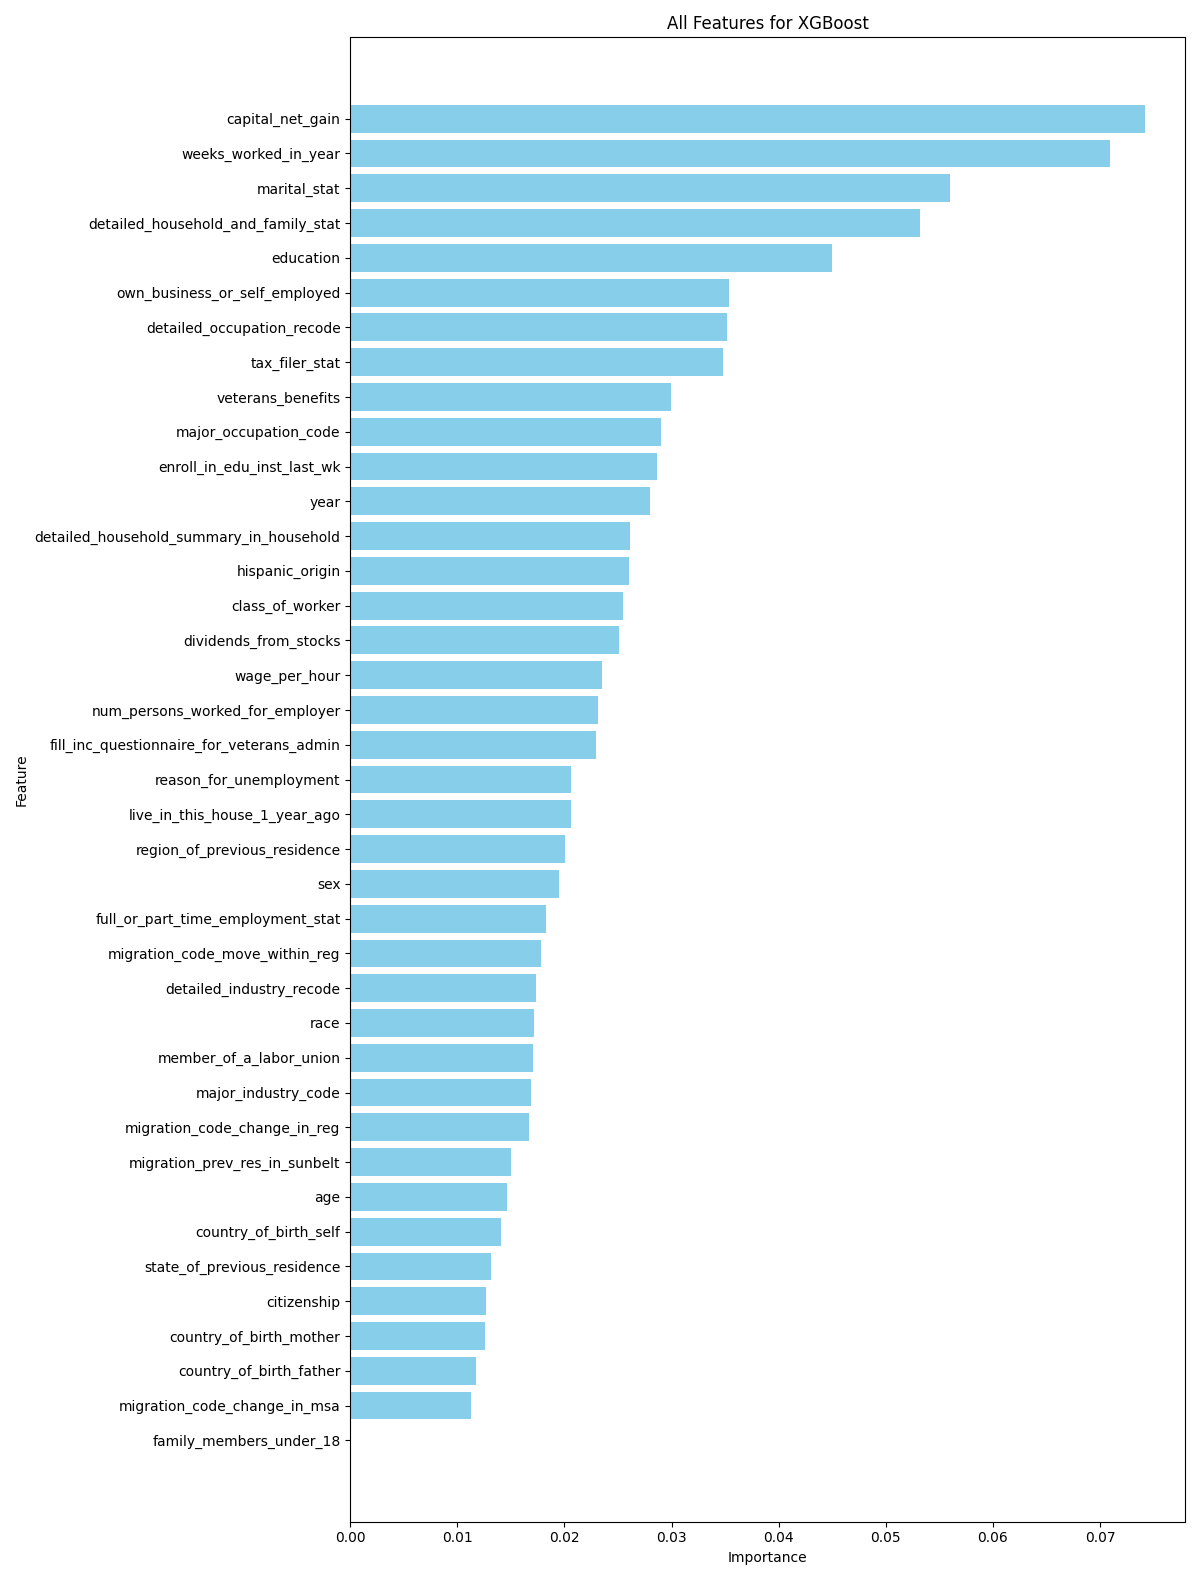 All Features for XGBoost
capital_net_gain
weeks_worked_in_year
marital_stat
detailed_household_and_family_stat
education
own_business_or_self_employed
detailed_occupation_recode
tax_filer_stat
veterans_benefits
major_occupation_code
enroll_in_edu_inst_last_wk
year
detailed_household_summary_in_household
hispanic_origin
class_of_worker
dividends_from_stocks
wage_per_hour
num_persons_worked_for_employer
fill_inc_questionnaire_for_veterans_admin
reason_for_unemployment
live_in_this_house_1_year_ago
region_of_previous_residence
sex
full_or_part_time_employment_stat
migration_code_move_within_reg
detailed_industry_recode
race
member_of_a_labor_union
major_industry_code
migration_code_change_in_reg
migration_prev_res_in_sunbelt
age
country_of_birth_self
state_of_previous_residence
citizenship
country_of_birth_mother
country_of_birth_father
migration_code_change_in_msa
family_members_under_18
Feature
0.00 0.01 0.02 0.03 0.04 0.05 0.06 0.07
Importance